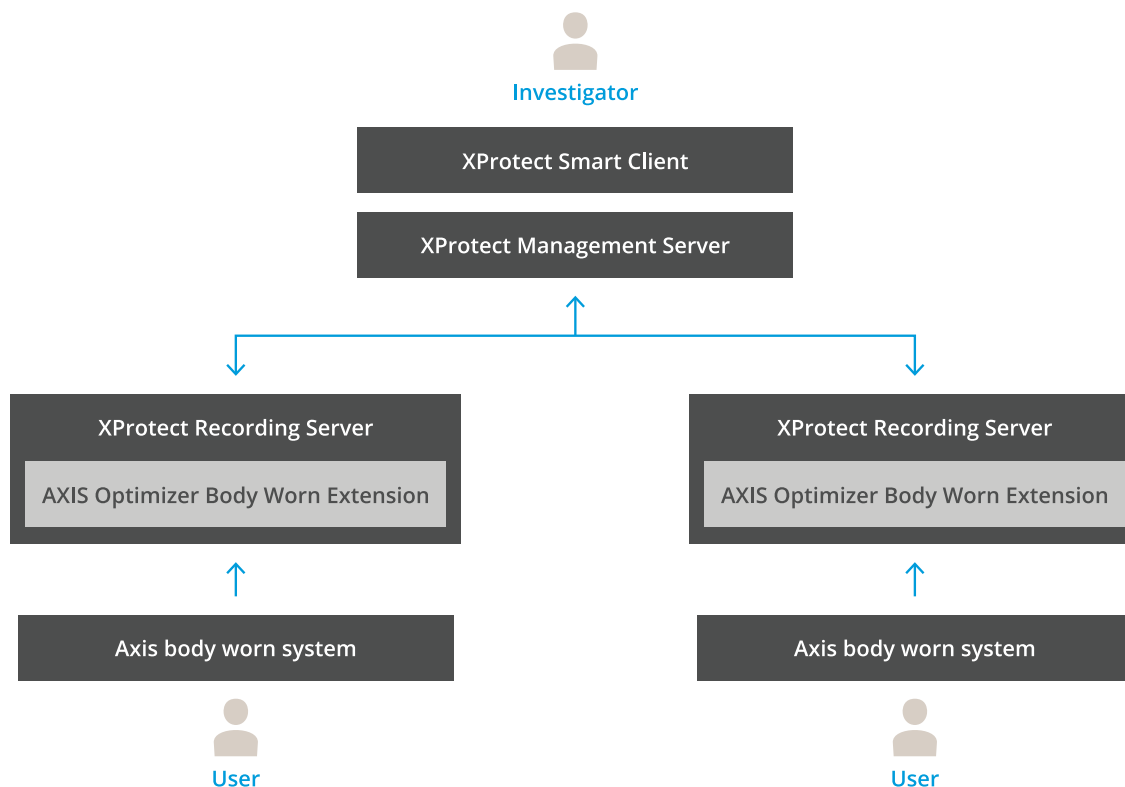 Investigator
XProtect Smart Client
XProtect Management Server
XProtect Recording Server
AXIS Optimizer Body Worn Extension
Axis body worn system
User
XProtect Recording Server
AXIS Optimizer Body Worn Extension
Axis body worn system
User